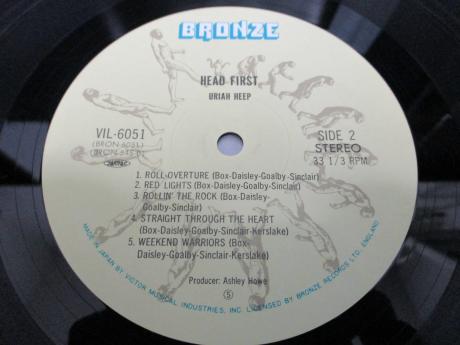 BRONZE
HEAD FIRST
URIAH HEEP
VIL-6051
SIDE 2
STEREO
33 1/3 RPM
1. ROLL-OVERTURE (Box-Daisley-Goalby-Sinclair)
2. RED LIGHTS (Box-Daisley-Goalby-Sinclair)
3. ROLLIN' THE ROCK (Box-Daisley
Goalby-Sinclair)
4. STRAIGHT THROUGH THE HEART
(Box-Daisley-Goalby-Sinclair-Kerslake)
5. WEEKEND WARRIORS (Box-
Daisley-Goalby-Sinclair-Kerslake)
Producer: Ashley Howe
5
MADE IN JAPAN BY VICTOR MUSICAL INDUSTRIES, INC. LICENSED BY BRONZE RECORDS LTD. ENGLAND